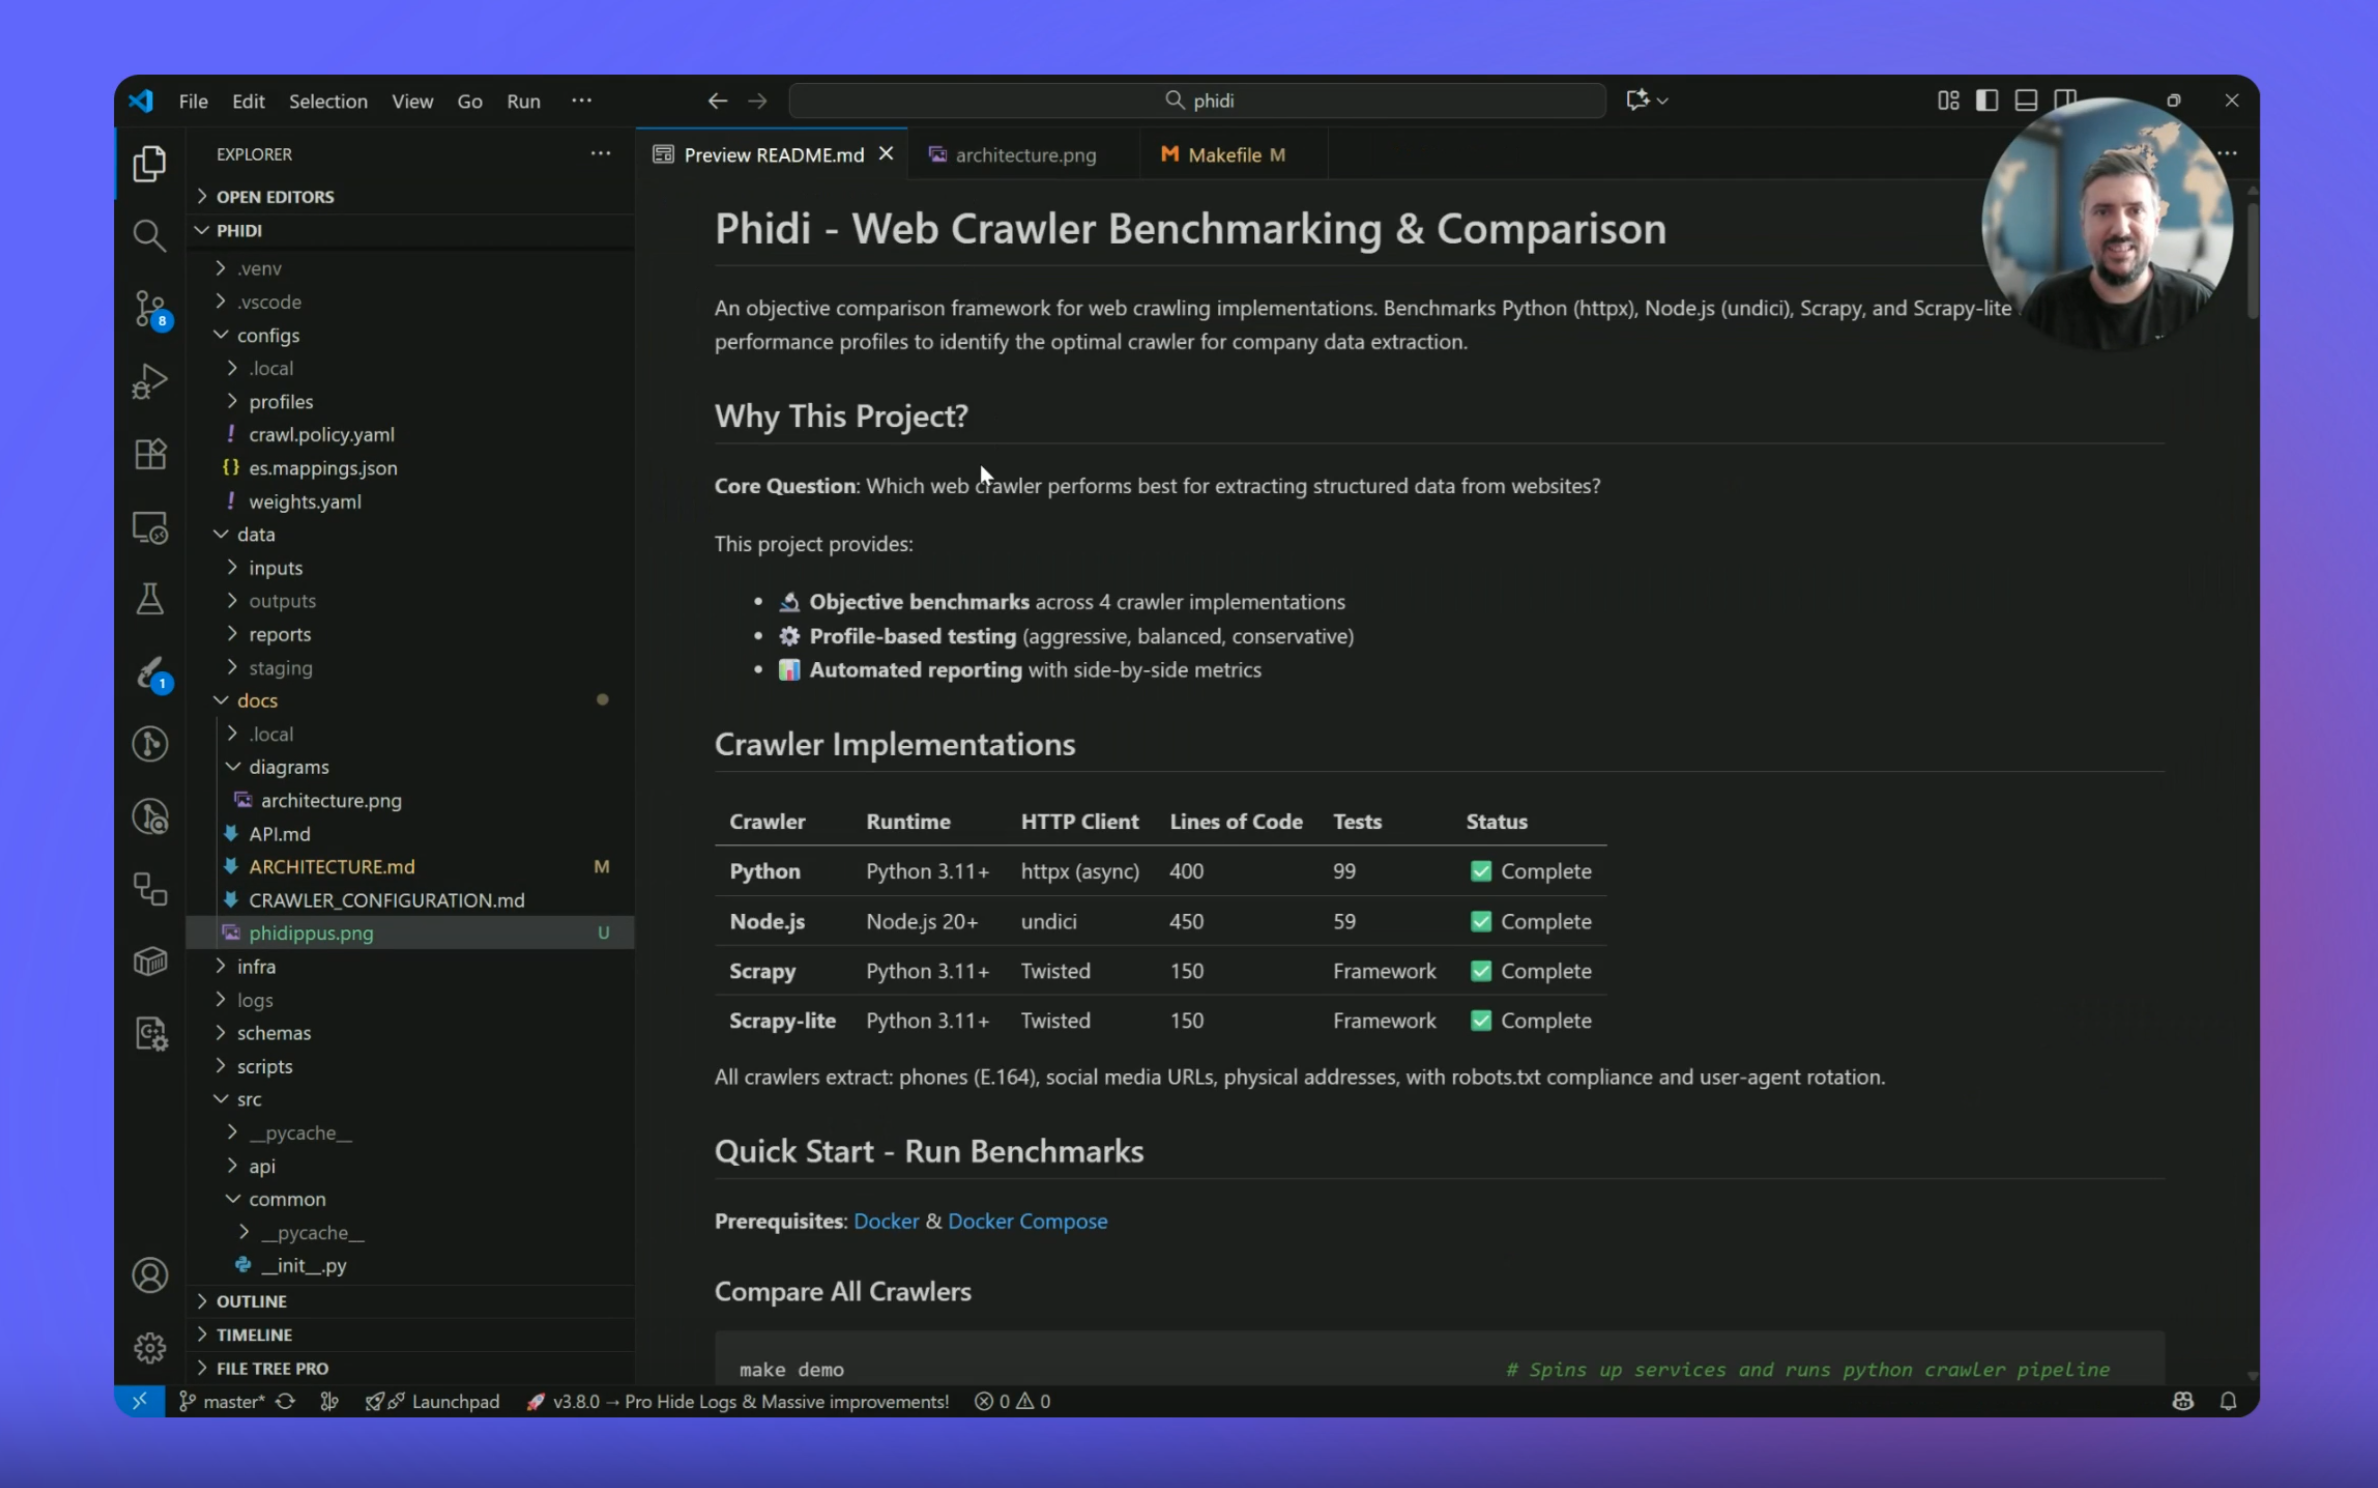 File Edit Selection View Go Run ···
phidi
EXPLORER
OPEN EDITORS
PHIDI
.venv
.vscode
configs
.local
profiles
! crawl.policy.yaml
{} es.mappings.json
! weights.yaml
data
inputs
outputs
reports
staging
docs
.local
diagrams
architecture.png
API.md
ARCHITECTURE.md M
CRAWLER_CONFIGURATION.md
phidippus.png U
infra
logs
schemas
scripts
src
__pycache__
api
common
__pycache__
__init__.py
OUTLINE
TIMELINE
FILE TREE PRO
8
1
Preview README.md
architecture.png
M Makefile M
Phidi - Web Crawler Benchmarking & Comparison
An objective comparison framework for web crawling implementations. Benchmarks Python (httpx), Node.js (undici), Scrapy, and Scrapy-lite
performance profiles to identify the optimal crawler for company data extraction.
Why This Project?
Core Question: Which web crawler performs best for extracting structured data from websites?
This project provides:
• 🔬 Objective benchmarks across 4 crawler implementations
• ⚙️ Profile-based testing (aggressive, balanced, conservative)
• 📊 Automated reporting with side-by-side metrics
Crawler Implementations
Crawler Runtime HTTP Client Lines of Code Tests Status
Python Python 3.11+ httpx (async) 400 99 ✅ Complete
Node.js Node.js 20+ undici 450 59 ✅ Complete
Scrapy Python 3.11+ Twisted 150 Framework ✅ Complete
Scrapy-lite Python 3.11+ Twisted 150 Framework ✅ Complete
All crawlers extract: phones (E.164), social media URLs, physical addresses, with robots.txt compliance and user-agent rotation.
Quick Start - Run Benchmarks
Prerequisites: Docker & Docker Compose
Compare All Crawlers
make demo # Spins up services and runs python crawler pipeline
master* Launchpad 🚀 v3.8.0 → Pro Hide Logs & Massive improvements! 0 0